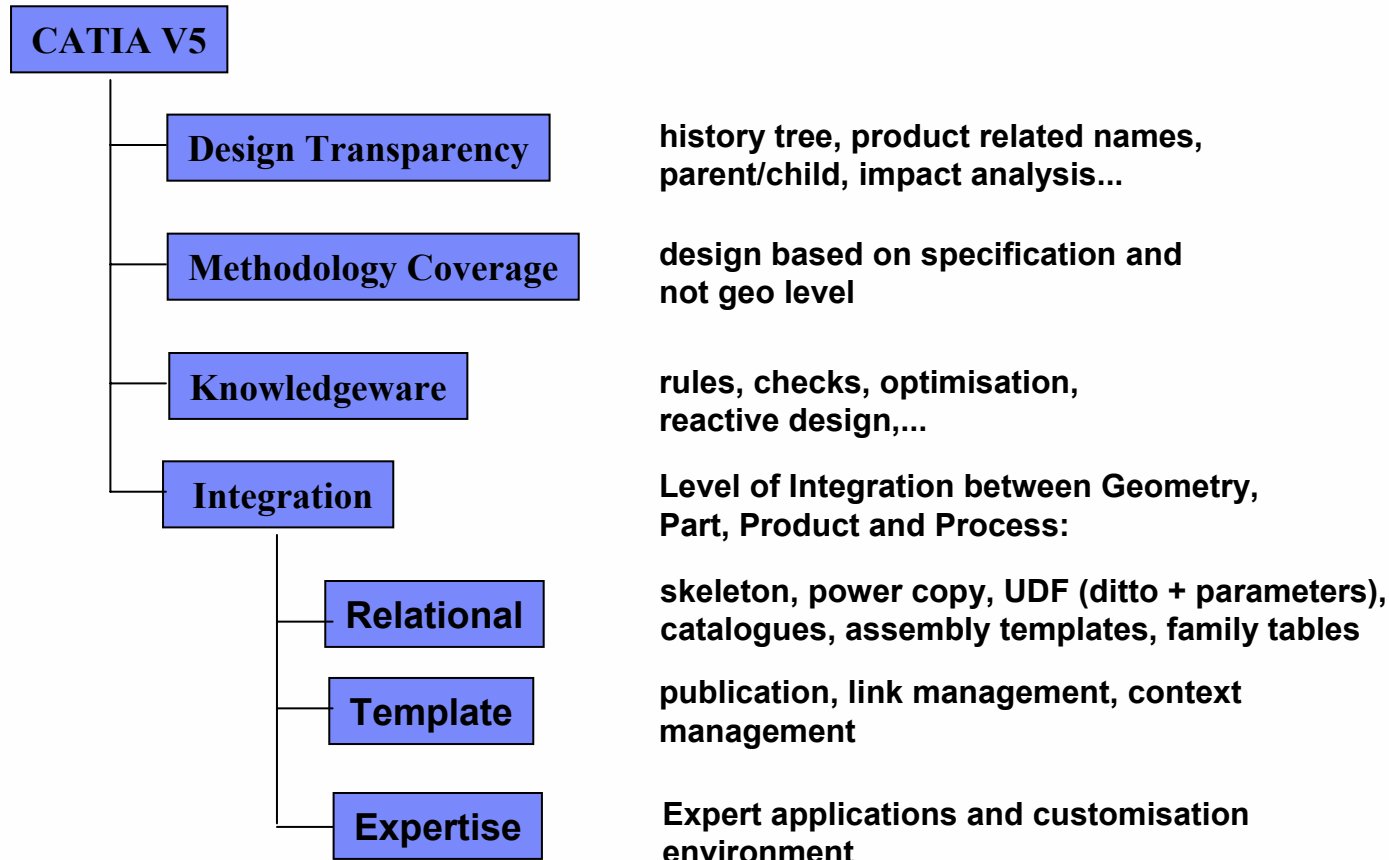 CATIA V5
Design Transparency
history tree, product related names,
parent/child, impact analysis...
Methodology Coverage
design based on specification and
not geo level
Knowledgeware
rules, checks, optimisation,
reactive design,...
Integration
Level of Integration between Geometry,
Part, Product and Process:
Relational
skeleton, power copy, UDF (ditto + parameters),
catalogues, assembly templates, family tables
Template
publication, link management, context
management
Expertise
Expert applications and customisation
environment